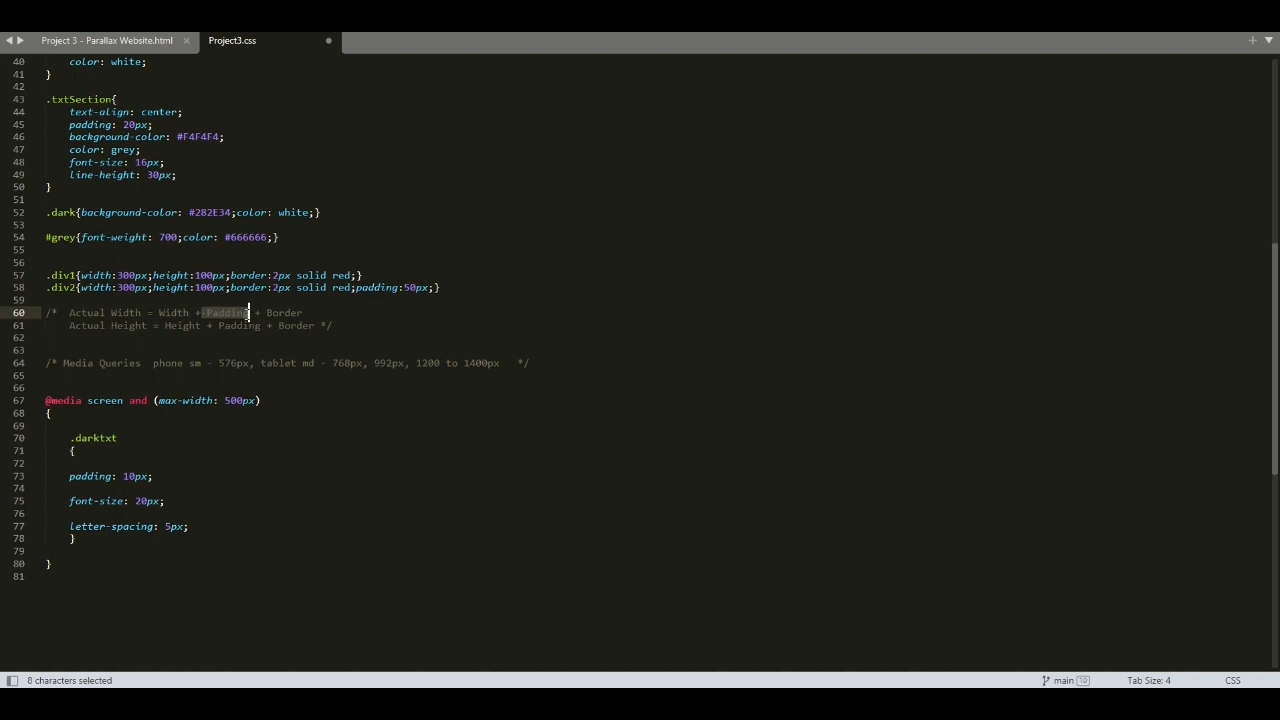 Project 3 - Parallax Website.html × Project3.css
40 color: white;
41 }
42
43 .txtSection{
44 text-align: center;
45 padding: 20px;
46 background-color: #F4F4F4;
47 color: grey;
48 font-size: 16px;
49 line-height: 30px;
50 }
51
52 .dark{background-color: #282E34;color: white;}
53
54 #grey{font-weight: 700;color: #666666;}
55
56
57 .div1{width:300px;height:100px;border:2px solid red;}
58 .div2{width:300px;height:100px;border:2px solid red;padding:50px;}
59
60 /* Actual Width = Width + Padding + Border
61 Actual Height = Height + Padding + Border */
62
63
64 /* Media Queries phone sm - 576px, tablet md - 768px, 992px, 1200 to 1400px */
65
66
67 @media screen and (max-width: 500px)
68 {
69
70 .darktxt
71 {
72
73 padding: 10px;
74
75 font-size: 20px;
76
77 letter-spacing: 5px;
78 }
79
80 }
81
8 characters selected main 10 Tab Size: 4 CSS